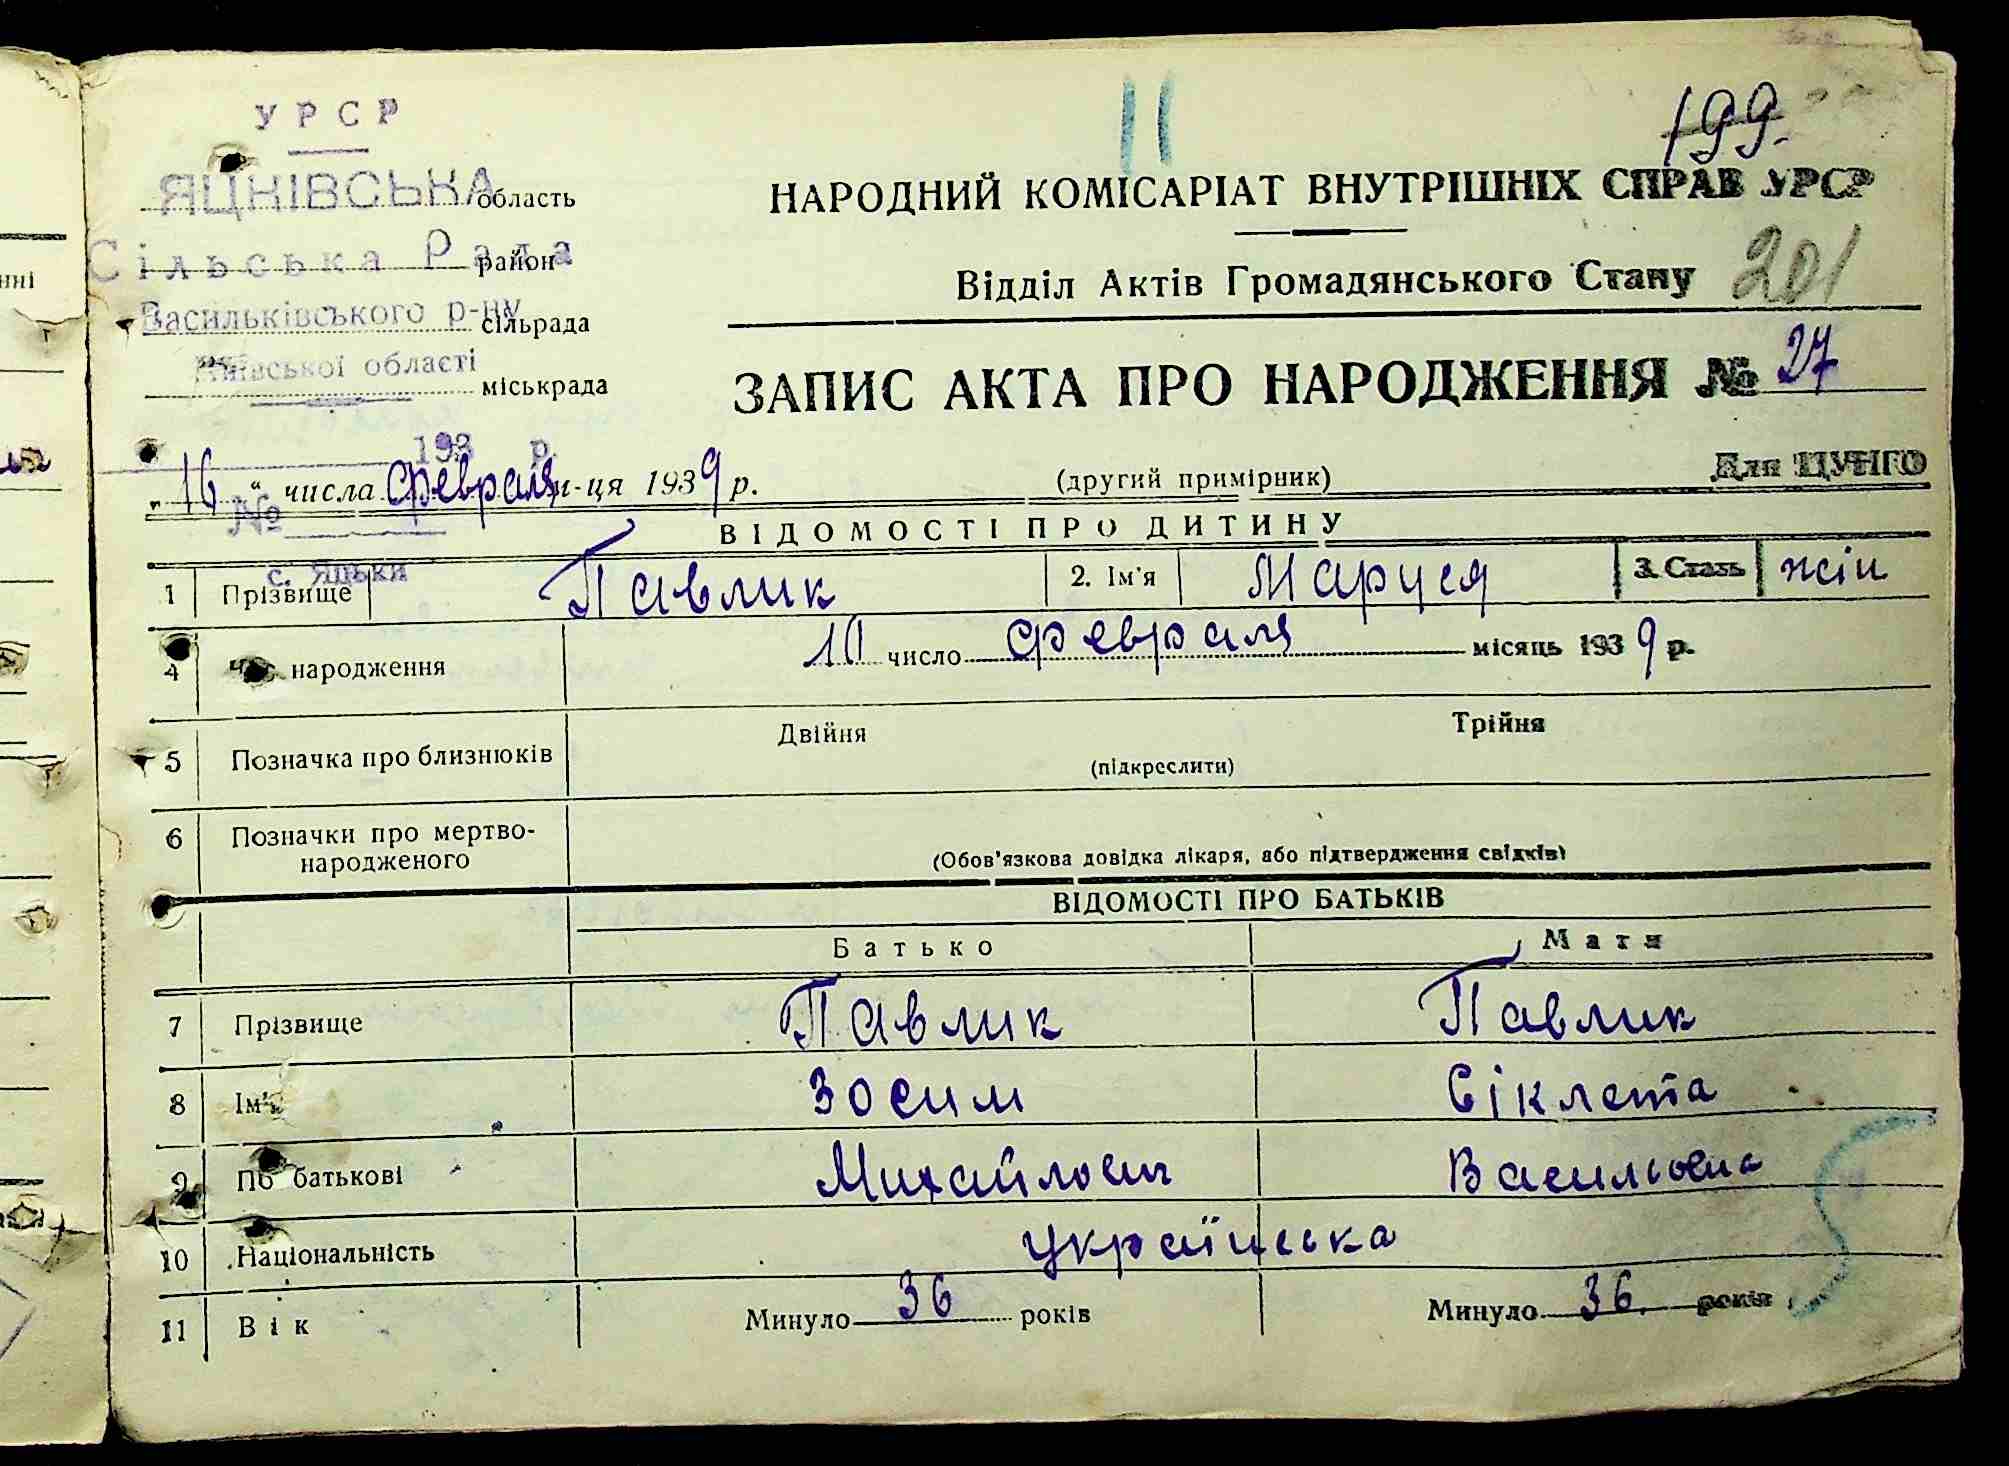 УРСР
11
199.
ЯЦНІВСЬКА область
Сільська Рада район
Васильківського р-ну сільрада
Київської області міськрада
193 р.
№
с. Яцьки
НАРОДНИЙ КОМІСАРІАТ ВНУТРІШНІХ СПРАВ УРСР
Відділ Актів Громадянського Стану 201
ЗАПИС АКТА ПРО НАРОДЖЕННЯ № 27
„16“ числа февраля м-ця 1939 р. (другий примірник) Для ЦУНГО
ВІДОМОСТІ ПРО ДИТИНУ
1 Прізвище Павлик 2. Ім'я Маруся 3. Стать жін
4 Час народження 10 число февраля місяць 1939 р.
5 Позначка про близнюків Двійня Трійня
(підкреслити)
6 Позначки про мертво-
народженого
(Обов'язкова довідка лікаря, або підтвердження свідків)
ВІДОМОСТІ ПРО БАТЬКІВ
Батько Мати
7 Прізвище Павлик Павлик
8 Ім'я Зосим Сіклета
9 По батькові Михайлович Васильовна
10 Національність українська
11 Вік Минуло 36 років Минуло 36. років